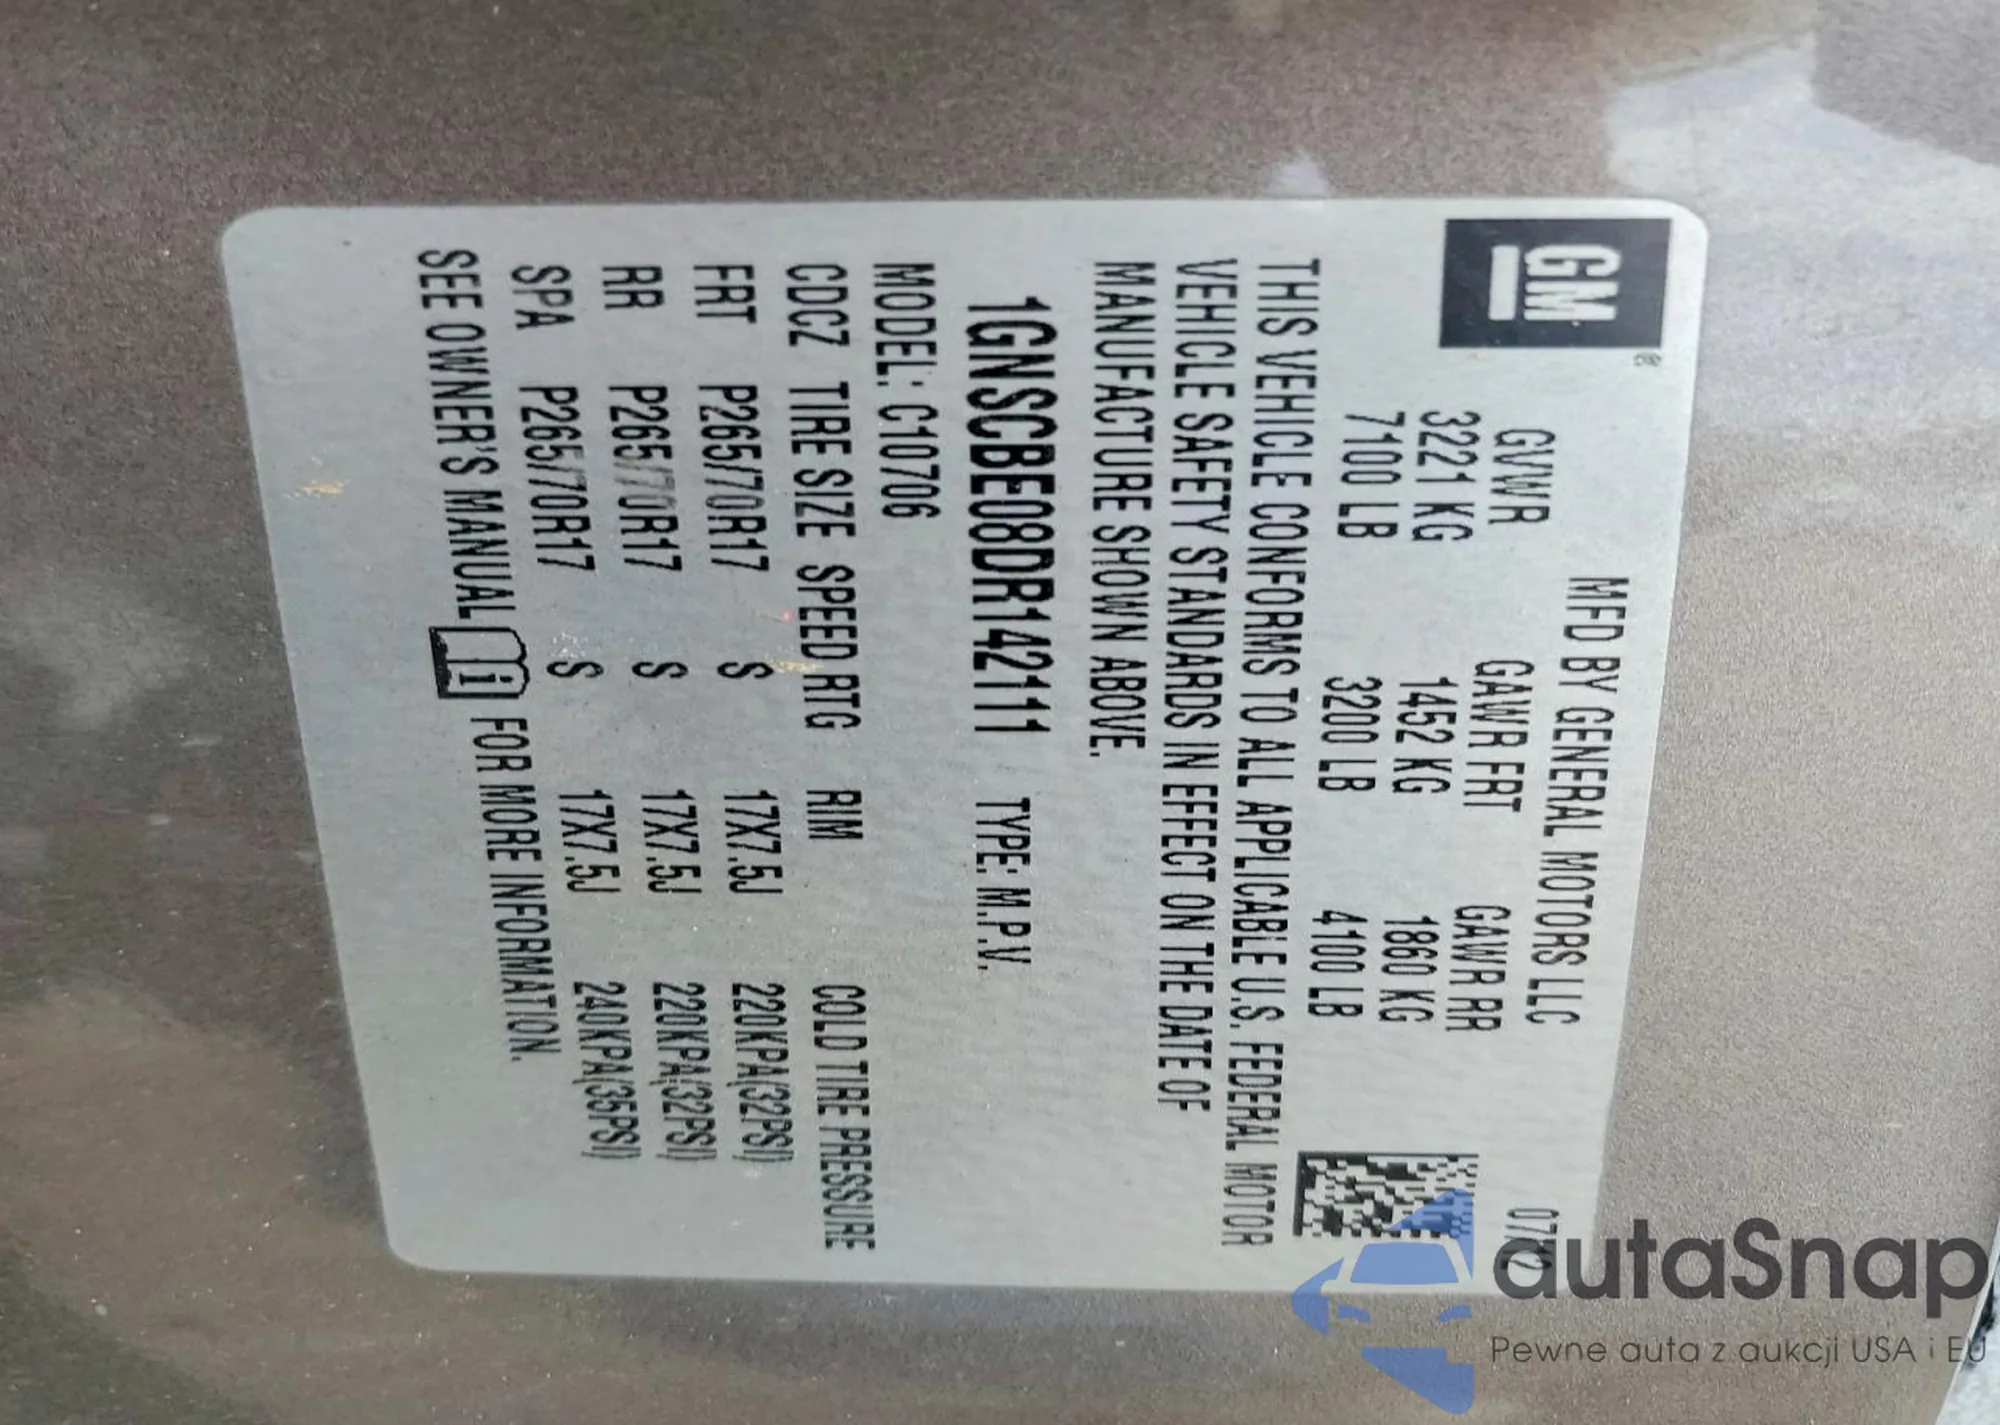 GM
®
MFD BY GENERAL MOTORS LLC 07/12
GVWR GAWR FRT GAWR RR
3221 KG 1452 KG 1860 KG
7100 LB 3200 LB 4100 LB
THIS VEHICLE CONFORMS TO ALL APPLICABLE U.S. FEDERAL MOTOR
VEHICLE SAFETY STANDARDS IN EFFECT ON THE DATE OF
MANUFACTURE SHOWN ABOVE.
1GNSCBE08DR142111 TYPE: M.P.V.
MODEL: C10706
CDCZ TIRE SIZE SPEED RTG RIM COLD TIRE PRESSURE
FRT P265/70R17 S 17X7.5J 220KPA(32PSI)
RR P265/70R17 S 17X7.5J 220KPA(32PSI)
SPA P265/70R17 S 17X7.5J 240KPA(35PSI)
SEE OWNER'S MANUAL i FOR MORE INFORMATION.
autaSnap
Pewne auta z aukcji USA i EU